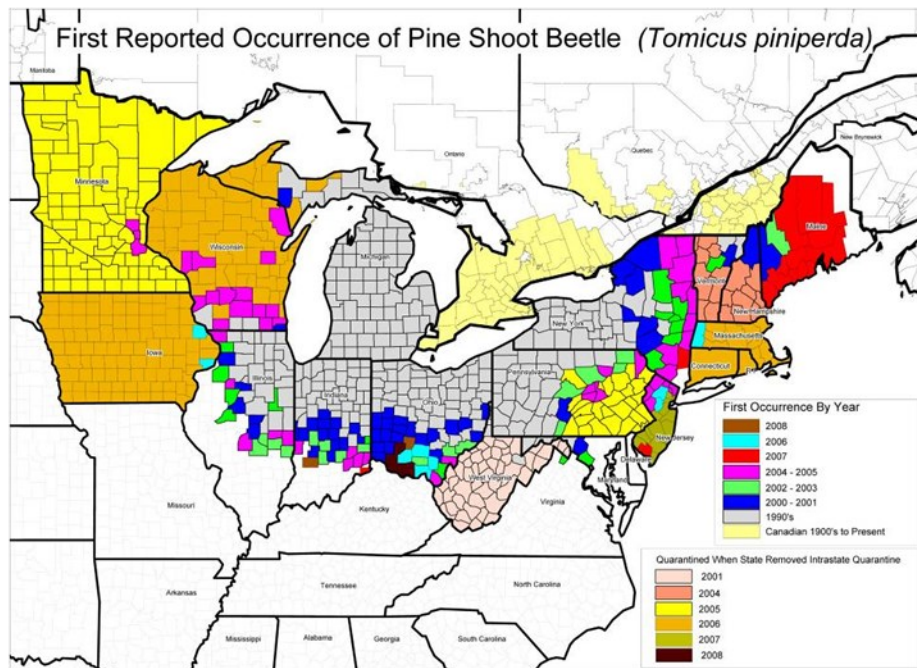 First Reported Occurrence of Pine Shoot Beetle (Tomicus piniperda)
Manitoba
Ontario
Quebec
New Brunswick
Minnesota
Maine
Wisconsin
Michigan
Vermont
New Hampshire
New York
Massachusetts
Iowa
Connecticut
Pennsylvania
Illinois
Indiana
Ohio
New Jersey
Delaware
Maryland
West Virginia
Virginia
Missouri
Kentucky
Tennessee
North Carolina
Arkansas
Mississippi
Alabama
Georgia
South Carolina
First Occurrence By Year
2008
2006
2007
2004 - 2005
2002 - 2003
2000 - 2001
1990's
Canadian 1900's to Present
Quarantined When State Removed Intrastate Quarantine
2001
2004
2005
2006
2007
2008